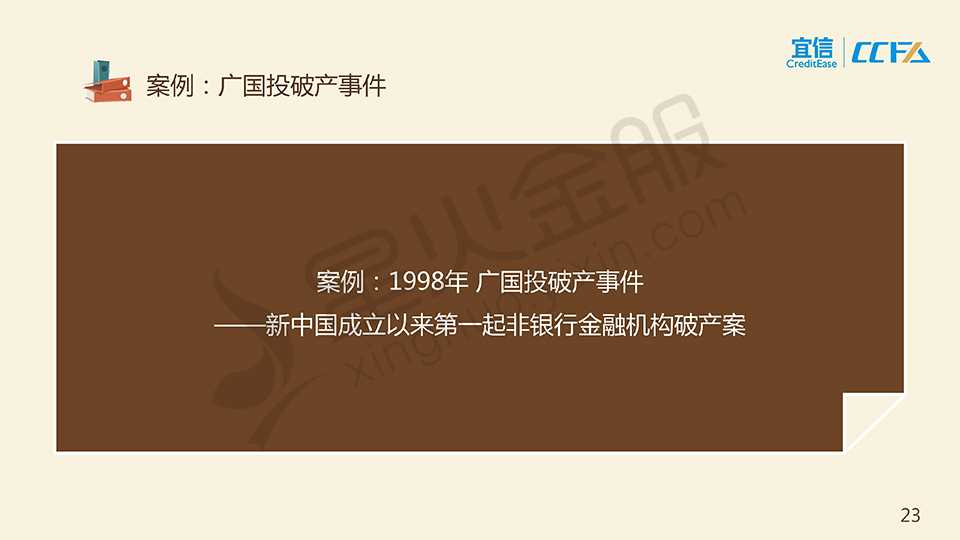 宜信
CreditEase
CCFA
案例：广国投破产事件
案例：1998年 广国投破产事件
——新中国成立以来第一起非银行金融机构破产案
星火金服
xinghuojixin.com
23